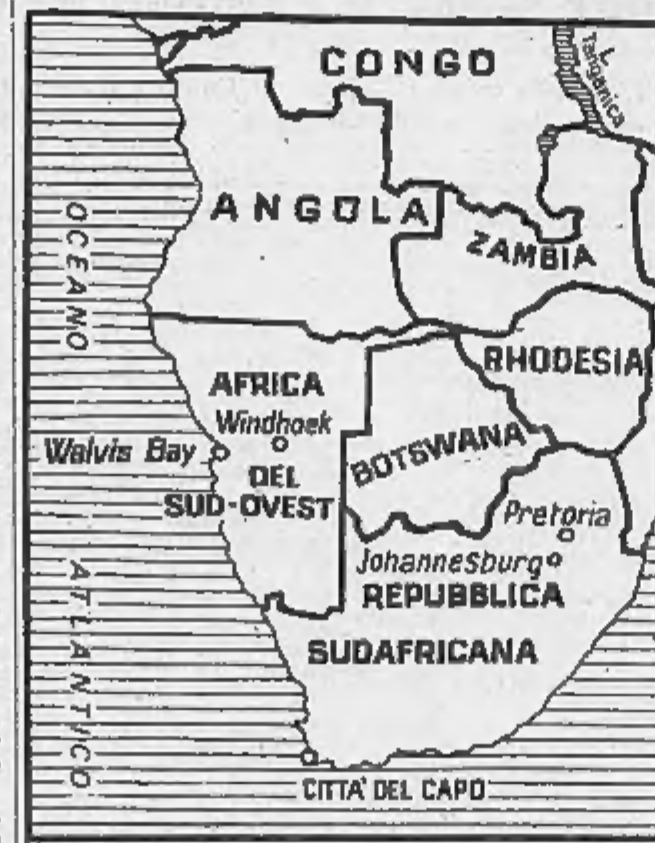 CONGO
L. Tanganica
ANGOLA
ZAMBIA
OCEANO
RHODESIA
AFRICA
Windhoek
Walvis Bay
DEL
SUD-OVEST
BOTSWANA
Pretoria
Johannesburg
REPUBBLICA
SUDAFRICANA
ATLANTICO
CITTA' DEL CAPO